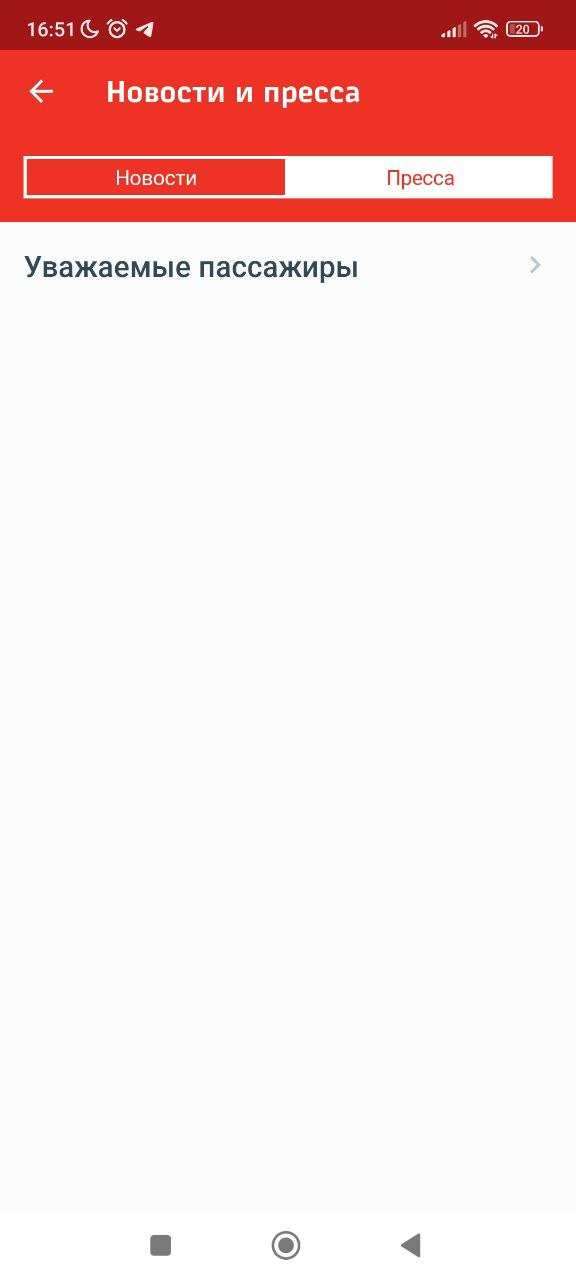 16:51
20
Новости и пресса
Новости
Пресса
Уважаемые пассажиры